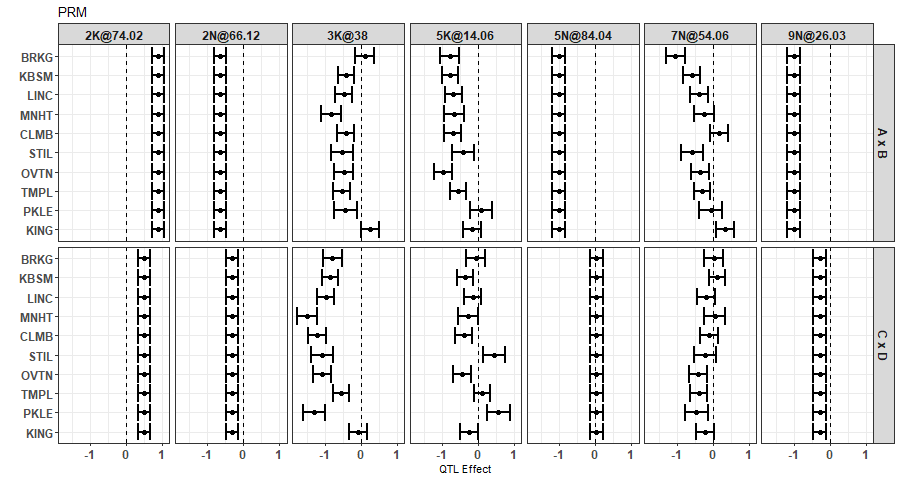 PRM
2K@74.02 2N@66.12 3K@38 5K@14.06 5N@84.04 7N@54.06 9N@26.03
BRKG
KBSM
LINC
MNHT
CLMB
STIL
OVTN
TMPL
PKLE
KING
A x B
BRKG
KBSM
LINC
MNHT
CLMB
STIL
OVTN
TMPL
PKLE
KING
C x D
-1 0 1 -1 0 1 -1 0 1 -1 0 1 -1 0 1 -1 0 1 -1 0 1
QTL Effect